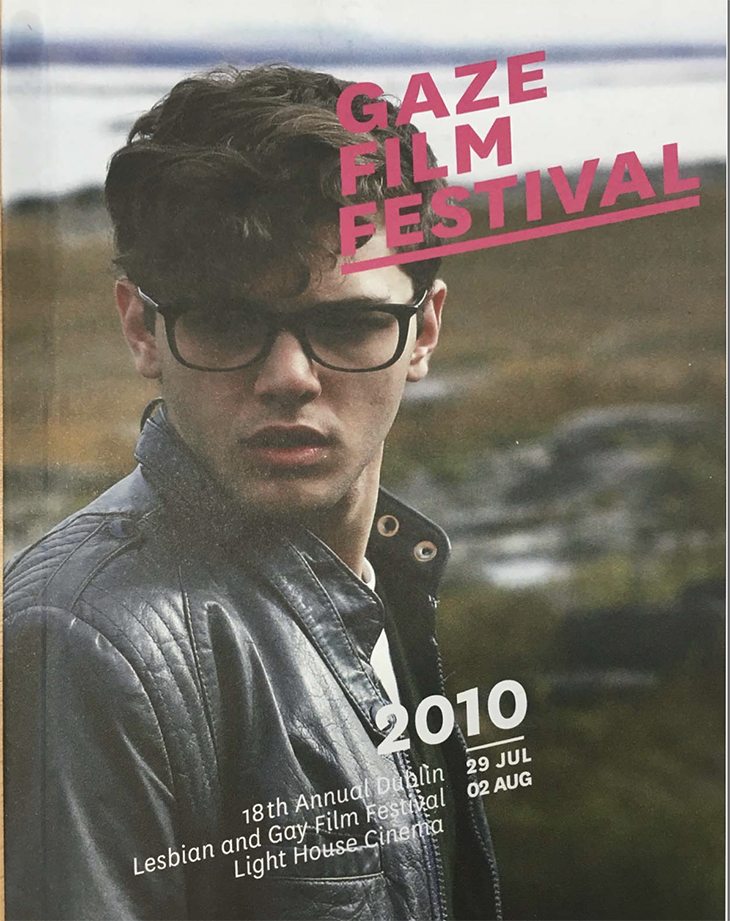 GAZE
FILM
FESTIVAL
2010
29 JUL
02 AUG
18th Annual Dublin
Lesbian and Gay Film Festival
Light House Cinema